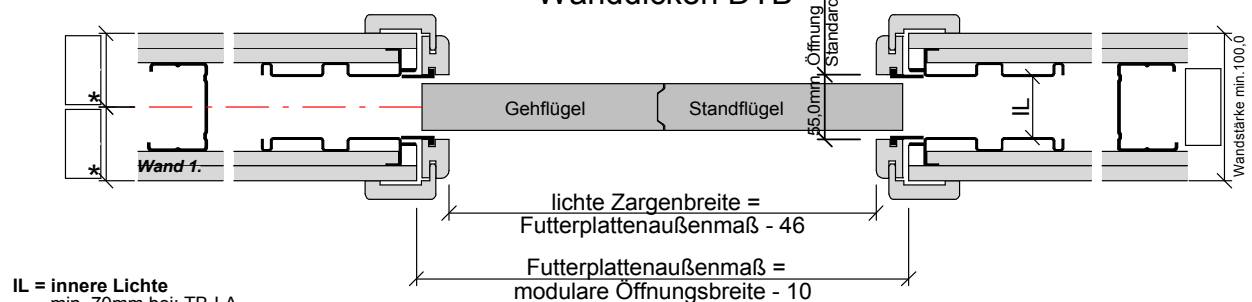 Wanddicken DTB
55,0mm Öffnung
Standard
Gehflügel
Standflügel
IL
Wandstärke min.100,0
*
*
Wand 1.
lichte Zargenbreite =
Futterplattenaußenmaß - 46
Futterplattenaußenmaß =
modulare Öffnungsbreite - 10
IL = innere Lichte